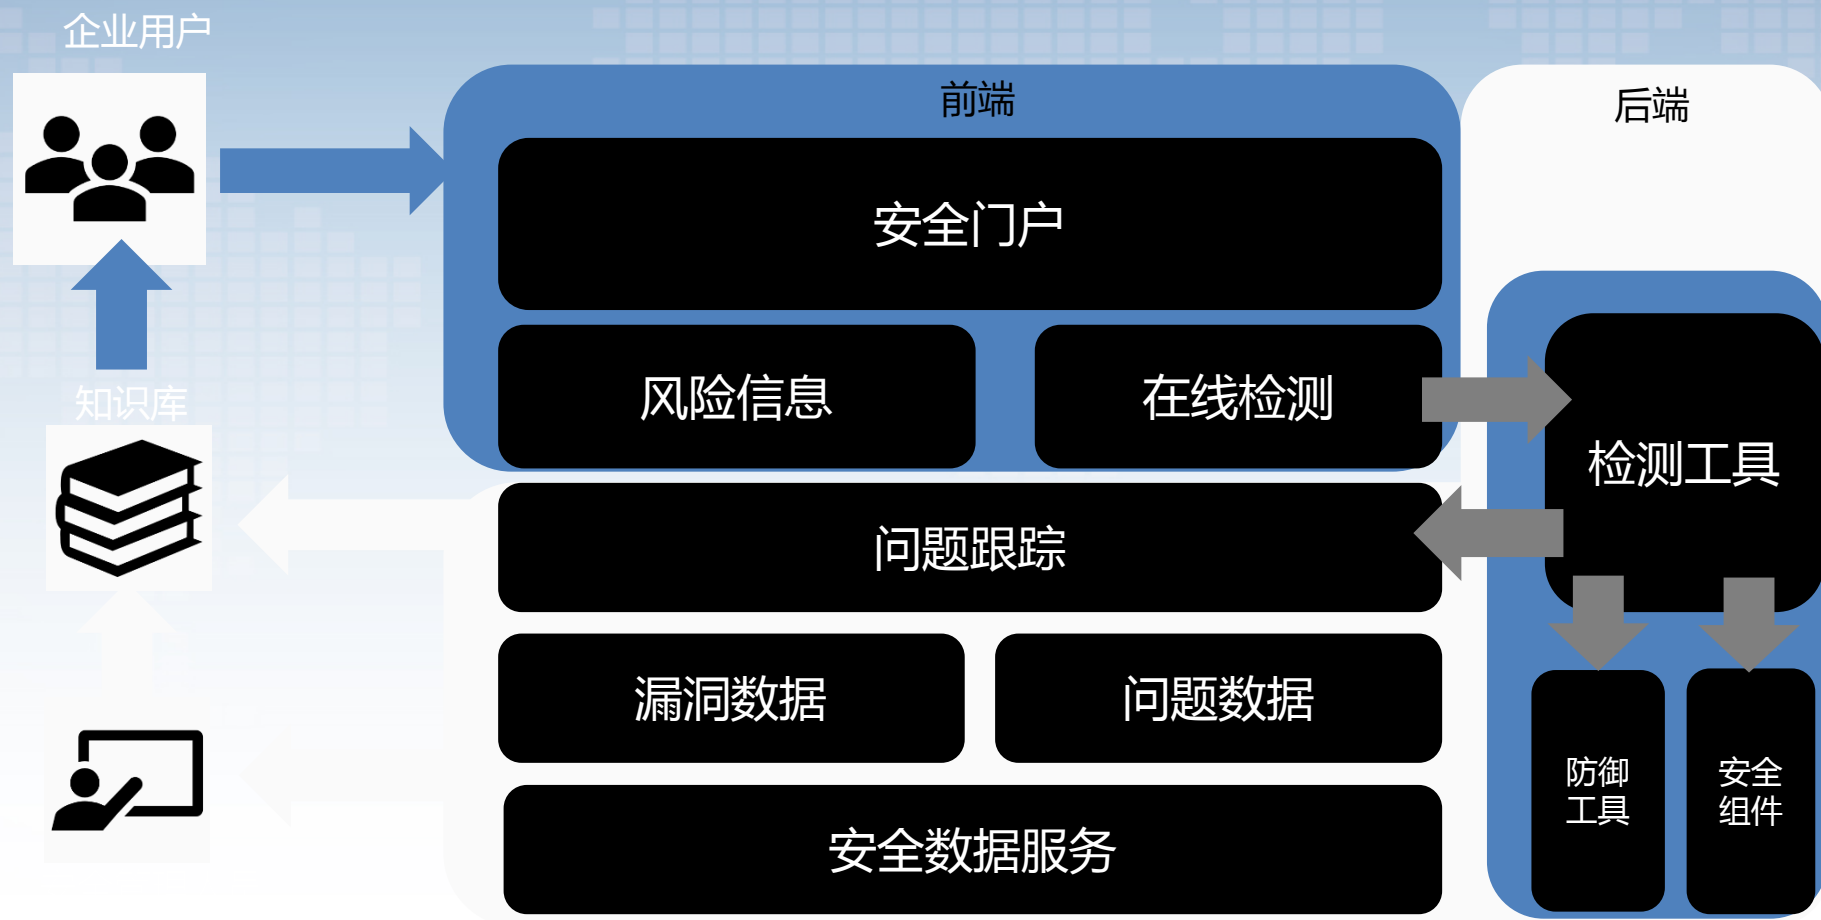 企业用户
前端
后端
安全门户
风险信息
在线检测
知识库
检测工具
问题跟踪
漏洞数据
问题数据
防御
工具
安全
组件
安全数据服务